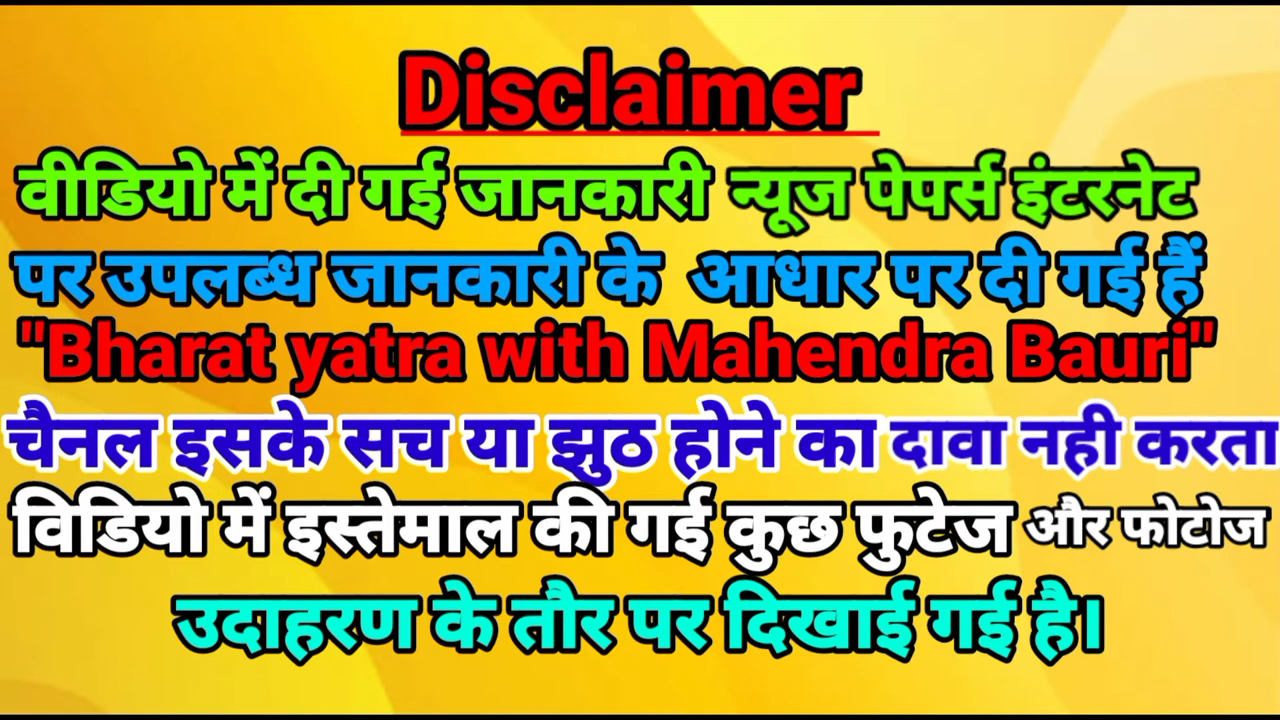 Disclaimer
वीडियो में दी गई जानकारी न्यूज पेपर्स इंटरनेट
पर उपलब्ध जानकारी के आधार पर दी गई हैं
"Bharat yatra with Mahendra Bauri"
चैनल इसके सच या झुठ होने का दावा नही करता
विडियो में इस्तेमाल की गई कुछ फुटेज और फोटोज
उदाहरण के तौर पर दिखाई गई है।